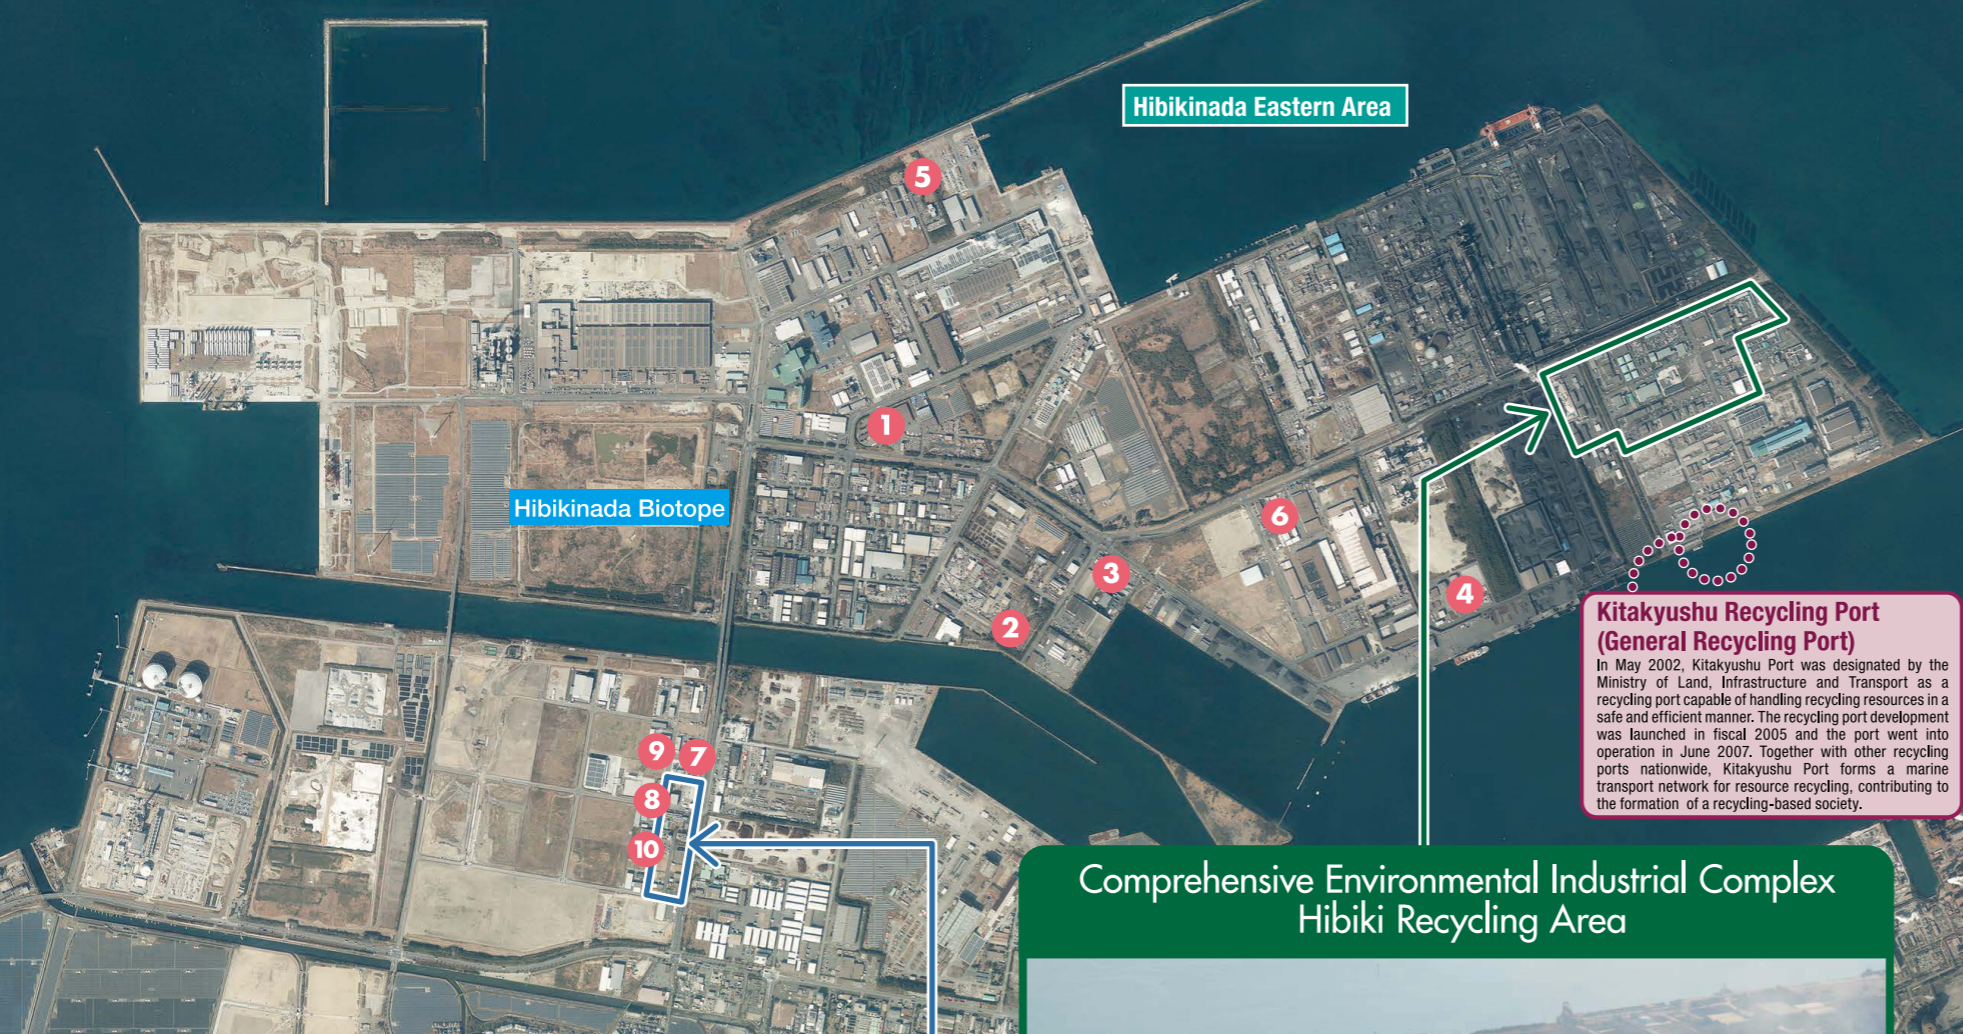 Hibikinada Eastern Area
5
1
Hibikinada Biotope
6
3
4
2
Kitakyushu Recycling Port
(General Recycling Port)
In May 2002, Kitakyushu Port was designated by the
Ministry of Land, Infrastructure and Transport as a
recycling port capable of handling recycling resources in a
safe and efficient manner. The recycling port development
was launched in fiscal 2005 and the port went into
operation in June 2007. Together with other recycling
ports nationwide, Kitakyushu Port forms a marine
transport network for resource recycling, contributing to
the formation of a recycling-based society.
9
7
8
10
Comprehensive Environmental Industrial Complex
Hibiki Recycling Area